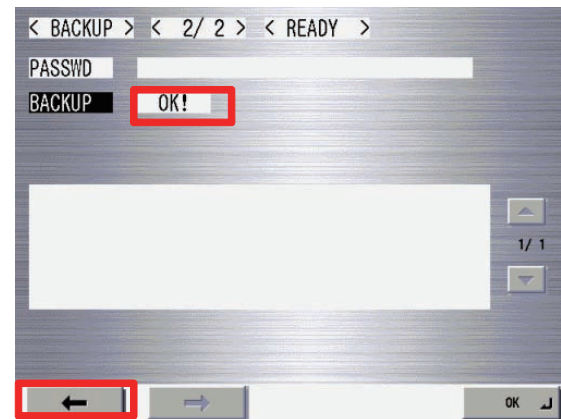 < BACKUP > < 2/ 2 > < READY >
PASSWD
BACKUP OK!
1/ 1
OK